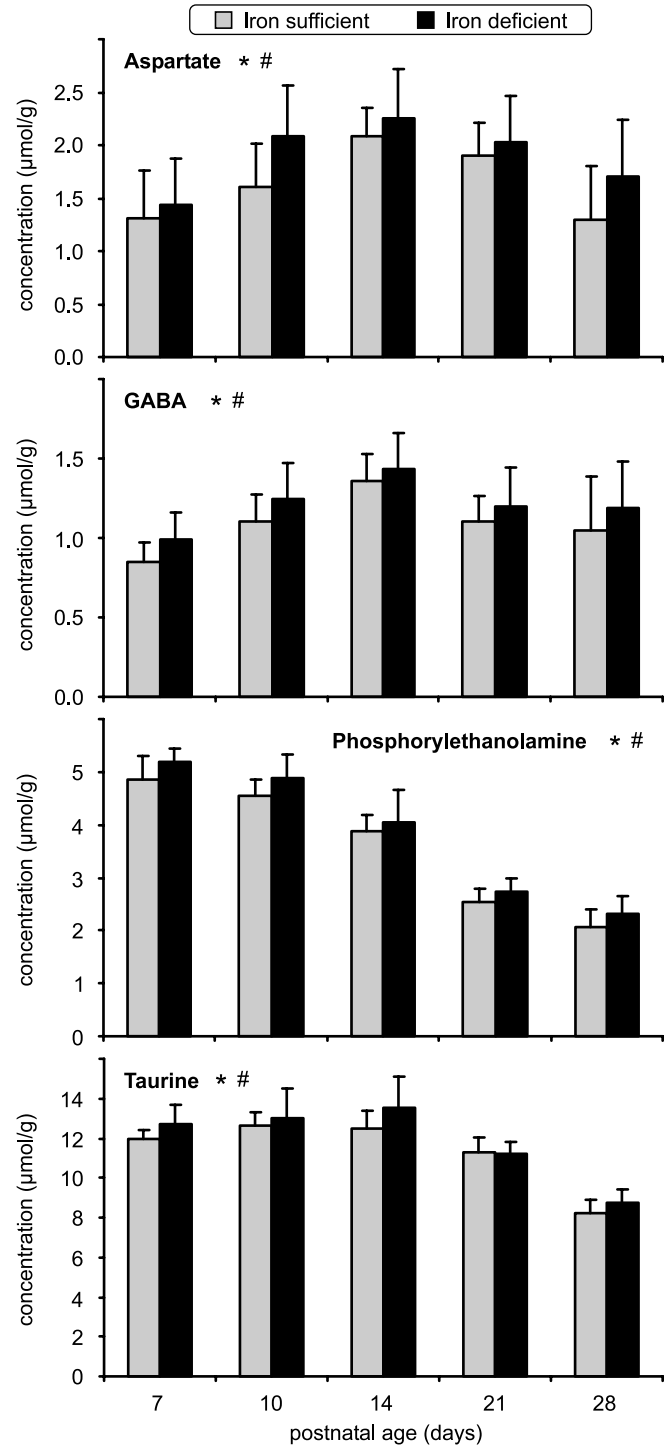 Iron sufficient Iron deficient
Aspartate * #
concentration (µmol/g)
2.5
2.0
1.5
1.0
0.5
0.0
GABA * #
concentration (µmol/g)
1.5
1.0
0.5
0.0
Phosphorylethanolamine * #
concentration (µmol/g)
5
4
3
2
1
0
Taurine * #
concentration (µmol/g)
14
12
10
8
6
4
2
0
7 10 14 21 28
postnatal age (days)